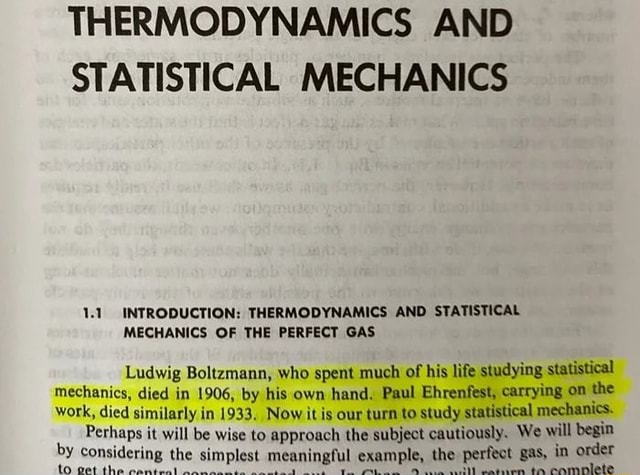 THERMODYNAMICS AND
STATISTICAL MECHANICS
1.1 INTRODUCTION: THERMODYNAMICS AND STATISTICAL
MECHANICS OF THE PERFECT GAS
Ludwig Boltzmann, who spent much of his life studying statistical
mechanics, died in 1906, by his own hand. Paul Ehrenfest, carrying on the
work, died similarly in 1933. Now it is our turn to study statistical mechanics.
Perhaps it will be wise to approach the subject cautiously. We will begin
by considering the simplest meaningful example, the perfect gas, in order
to get the central concepts sorted out. In Chap. 2 we will return to complete